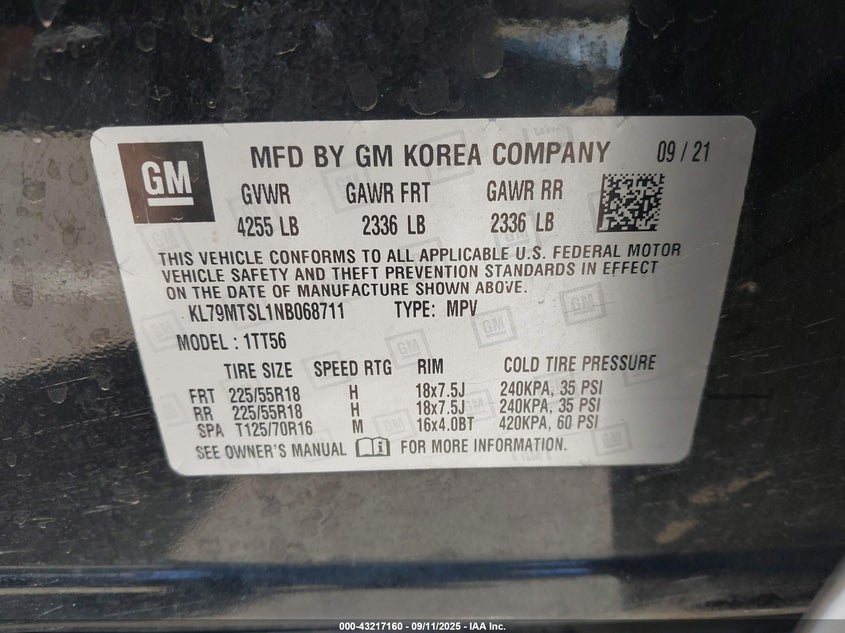 GM
MFD BY GM KOREA COMPANY 09 / 21
GVWR GAWR FRT GAWR RR
4255 LB 2336 LB 2336 LB
THIS VEHICLE CONFORMS TO ALL APPLICABLE U.S. FEDERAL MOTOR
VEHICLE SAFETY AND THEFT PREVENTION STANDARDS IN EFFECT
ON THE DATE OF MANUFACTURE SHOWN ABOVE.
KL79MTSL1NB068711 TYPE: MPV
MODEL : 1TT56
TIRE SIZE SPEED RTG RIM COLD TIRE PRESSURE
FRT 225/55R18 H 18x7.5J 240KPA, 35 PSI
RR 225/55R18 H 18x7.5J 240KPA, 35 PSI
SPA T125/70R16 M 16x4.0BT 420KPA, 60 PSI
SEE OWNER'S MANUAL FOR MORE INFORMATION.
000-43217160 - 09/11/2025 - IAA Inc.